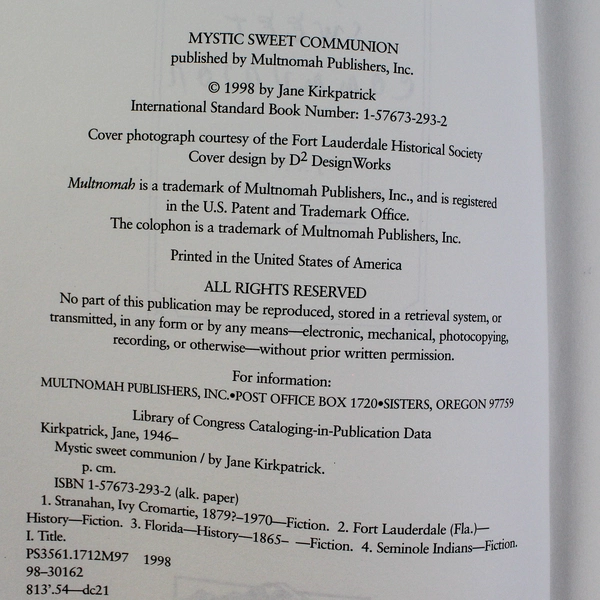 MYSTIC SWEET COMMUNION
published by Multnomah Publishers, Inc.
© 1998 by Jane Kirkpatrick
International Standard Book Number: 1-57673-293-2
Cover photograph courtesy of the Fort Lauderdale Historical Society
Cover design by D² DesignWorks
Multnomah is a trademark of Multnomah Publishers, Inc., and is registered
in the U.S. Patent and Trademark Office.
The colophon is a trademark of Multnomah Publishers, Inc.
Printed in the United States of America
ALL RIGHTS RESERVED
No part of this publication may be reproduced, stored in a retrieval system, or
transmitted, in any form or by any means—electronic, mechanical, photocopying,
recording, or otherwise—without prior written permission.
For information:
MULTNOMAH PUBLISHERS, INC.•POST OFFICE BOX 1720•SISTERS, OREGON 97759
Library of Congress Cataloging-in-Publication Data
Kirkpatrick, Jane, 1946–
Mystic sweet communion / by Jane Kirkpatrick.
p. cm.
ISBN 1-57673-293-2 (alk. paper)
1. Stranahan, Ivy Cromartie, 1879?–1970—Fiction. 2. Fort Lauderdale (Fla.)—
History—Fiction. 3. Florida—History—1865– —Fiction. 4. Seminole Indians—Fiction.
I. Title.
PS3561.1712M97 1998
98–30162
813'.54—dc21